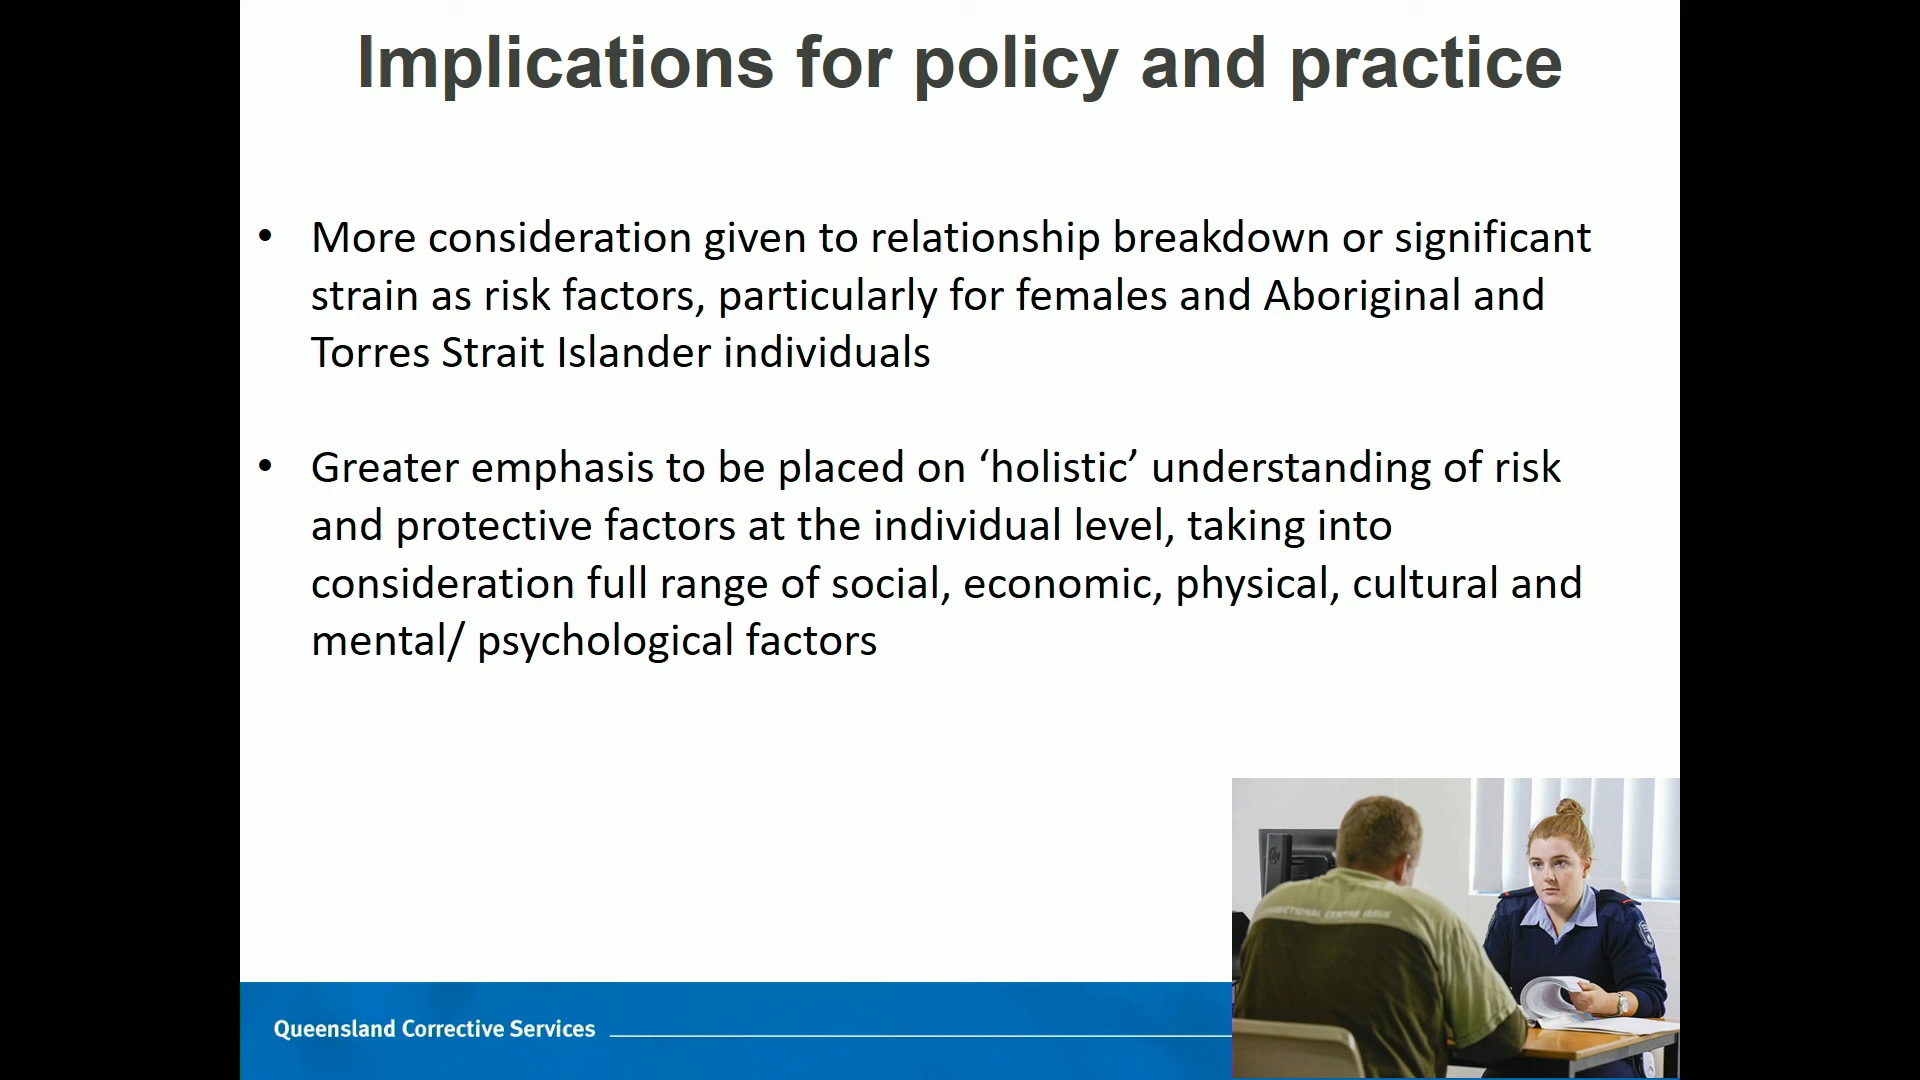 Implications for policy and practice
• More consideration given to relationship breakdown or significant
strain as risk factors, particularly for females and Aboriginal and
Torres Strait Islander individuals
• Greater emphasis to be placed on ‘holistic’ understanding of risk
and protective factors at the individual level, taking into
consideration full range of social, economic, physical, cultural and
mental/ psychological factors
CENTRE ISSUE
Queensland Corrective Services